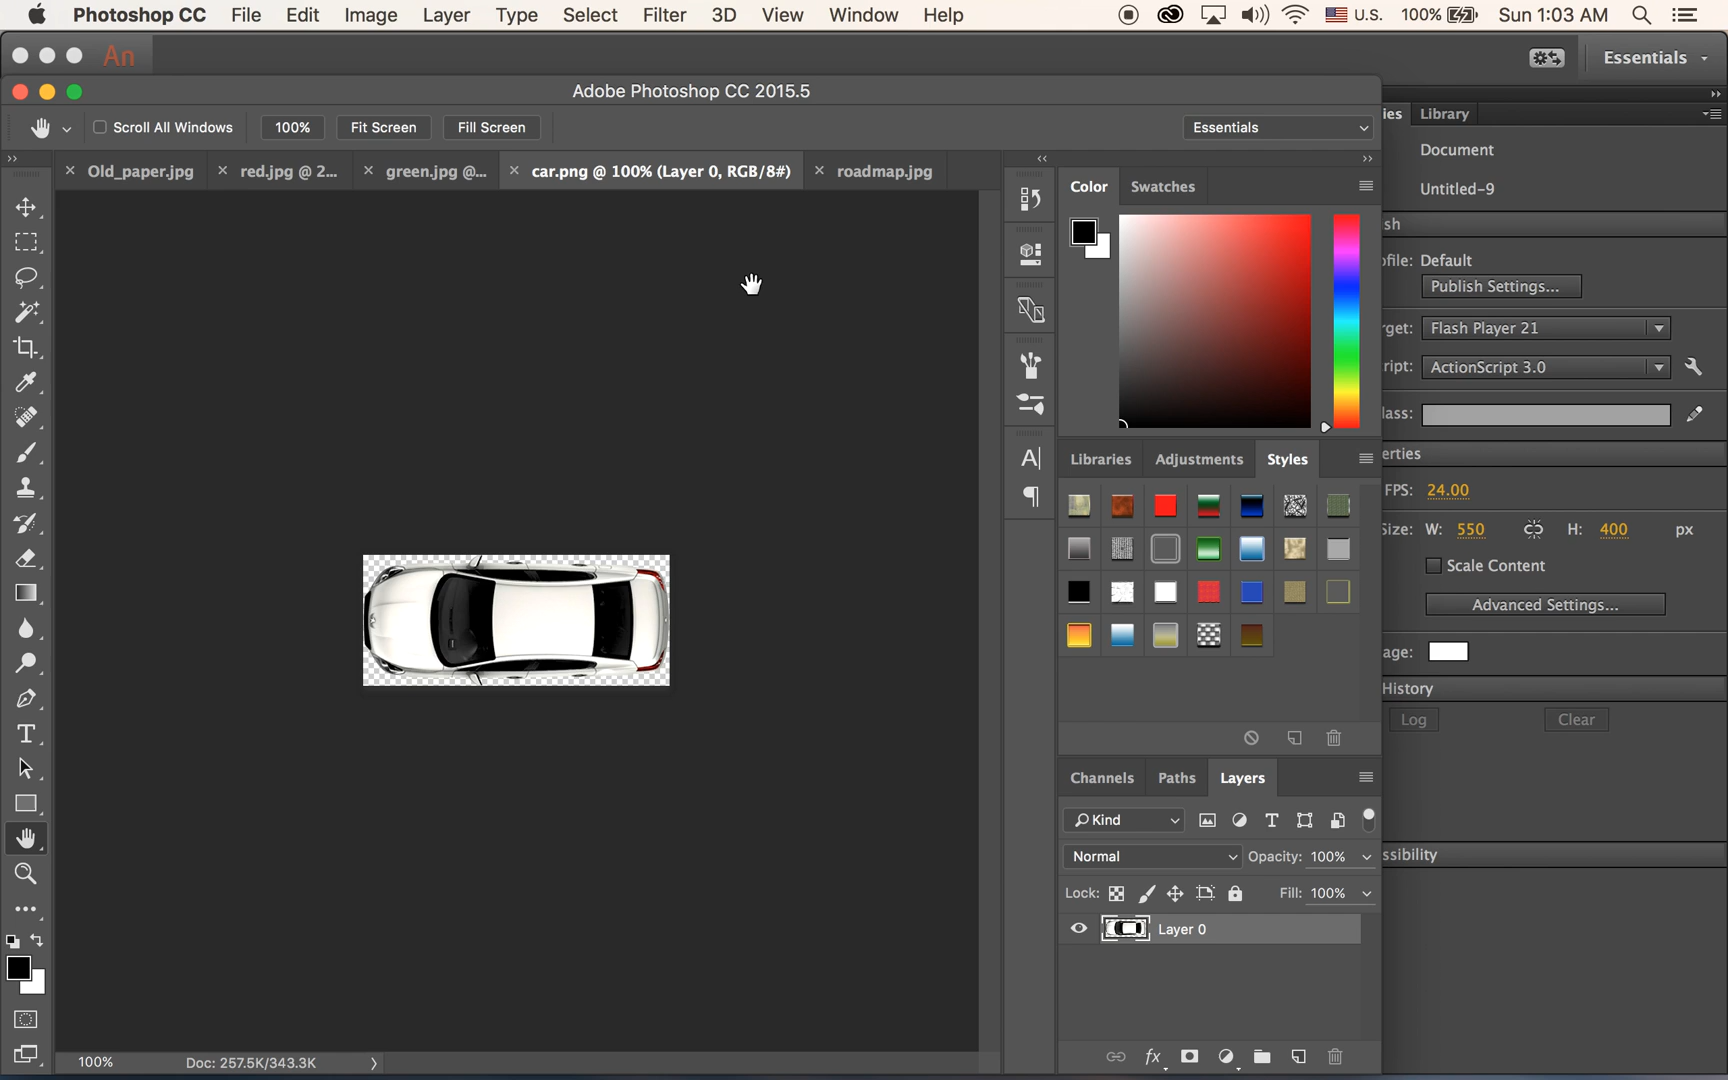 Photoshop CC File Edit Image Layer Type Select Filter 3D View Window Help U.S. 100% Sun 1:03 AM
An Essentials
Adobe Photoshop CC 2015.5
Scroll All Windows 100% Fit Screen Fill Screen Essentials
Old_paper.jpg red.jpg @ 2... green.jpg @... car.png @ 100% (Layer 0, RGB/8#) roadmap.jpg
Color Swatches
Libraries Adjustments Styles
Channels Paths Layers
Kind
Normal Opacity: 100%
Lock: Fill: 100%
Layer 0
fx
100% Doc: 257.5K/343.3K
ies Library
Document
Untitled-9
sh
ofile: Default
Publish Settings...
rget: Flash Player 21
ript: ActionScript 3.0
lass:
erties
FPS: 24.00
Size: W: 550 H: 400 px
Scale Content
Advanced Settings...
age:
History
Log Clear
ssibility